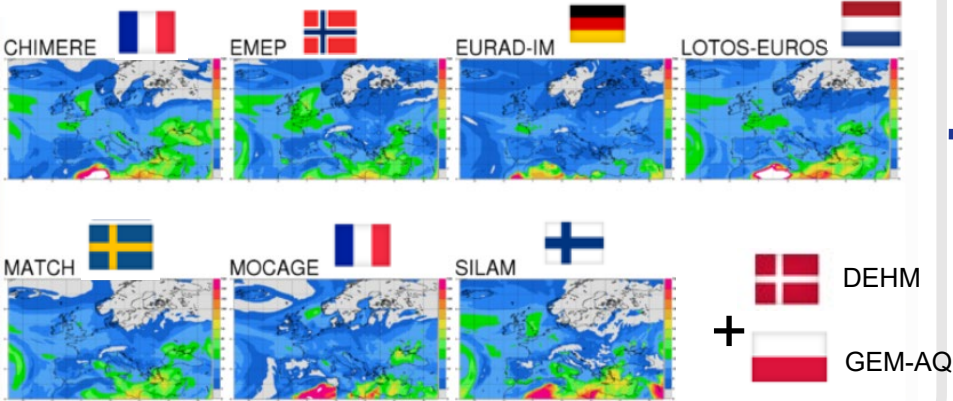 CHIMERE
EMEP
EURAD-IM
LOTOS-EUROS
MATCH
MOCAGE
SILAM
+
DEHM
GEM-AQ